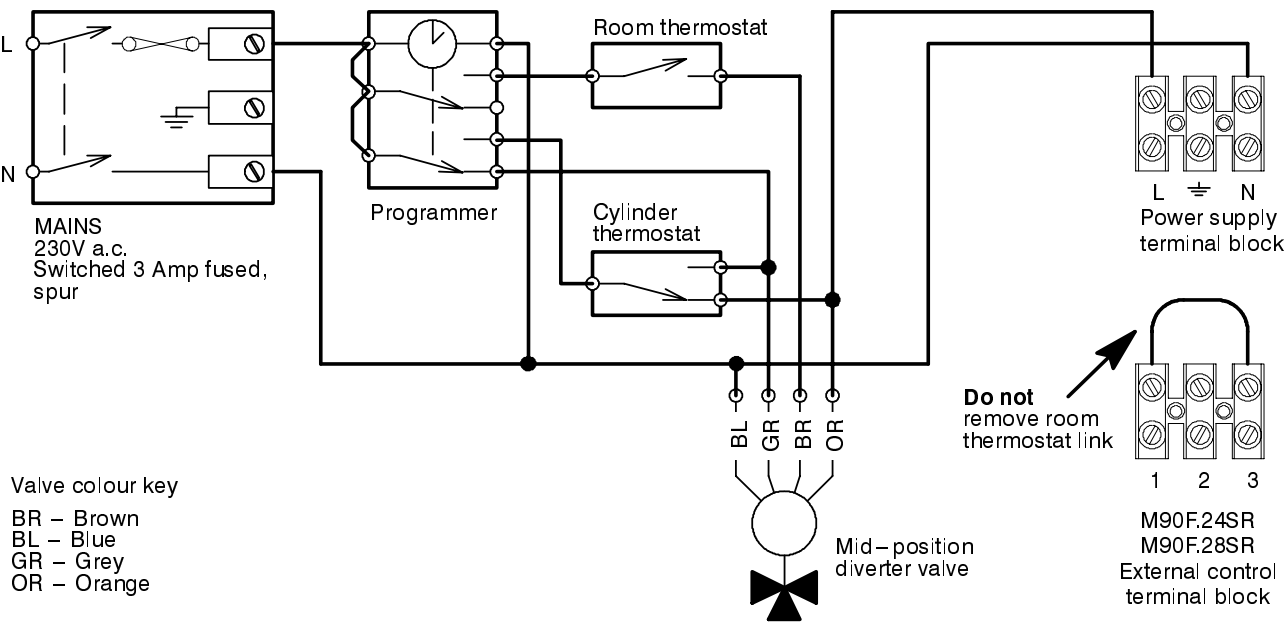 L
N
MAINS
230V a.c.
Switched 3 Amp fused,
spur
Programmer
Room thermostat
Cylinder
thermostat
L N
Power supply
terminal block
Do not
remove room
thermostat link
1 2 3
M90F.24SR
M90F.28SR
External control
terminal block
BL
GR
BR
OR
Mid–position
diverter valve
Valve colour key
BR – Brown
BL – Blue
GR – Grey
OR – Orange